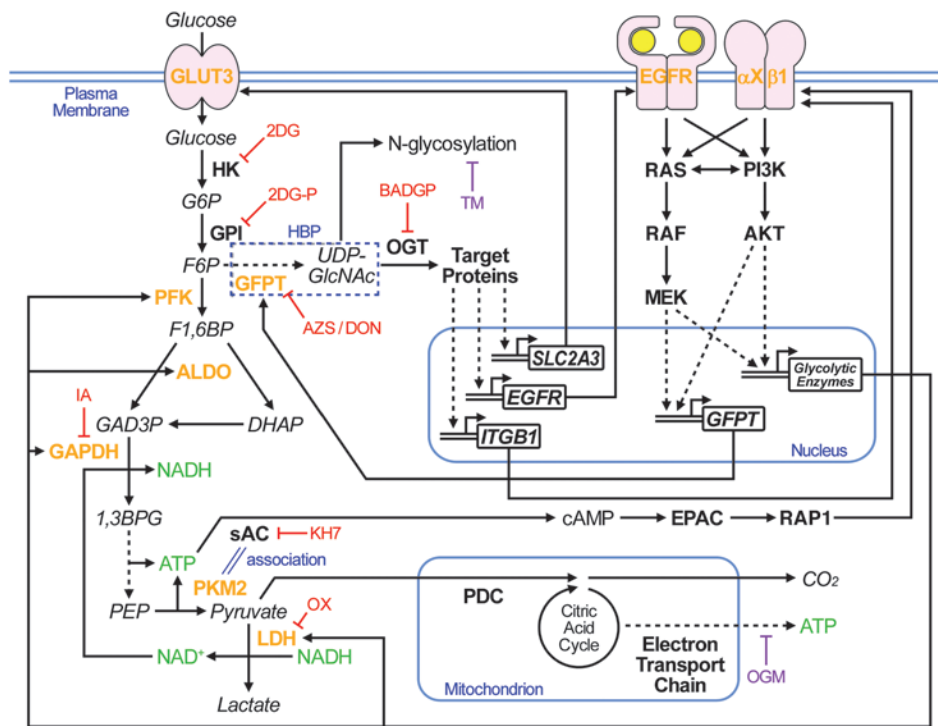 Glucose
GLUT3
EGFR
αX β1
Plasma
Membrane
Glucose
2DG
HK
N-glycosylation
RAS
PI3K
G6P
2DG-P
BADGP
TM
GPI
HBP
OGT
RAF
AKT
F6P
UDP-
GlcNAc
Target
Proteins
GFPT
PFK
MEK
AZS / DON
F1,6BP
SLC2A3
Glycolytic
Enzymes
ALDO
EGFR
IA
GAD3P
DHAP
GFPT
ITGB1
GAPDH
Nucleus
NADH
1,3BPG
sAC
KH7
cAMP
EPAC
RAP1
ATP
association
PKM2
PEP
Pyruvate
PDC
CO2
OX
Citric
Acid
Cycle
ATP
LDH
NAD+
NADH
Electron
Transport
Chain
OGM
Mitochondrion
Lactate